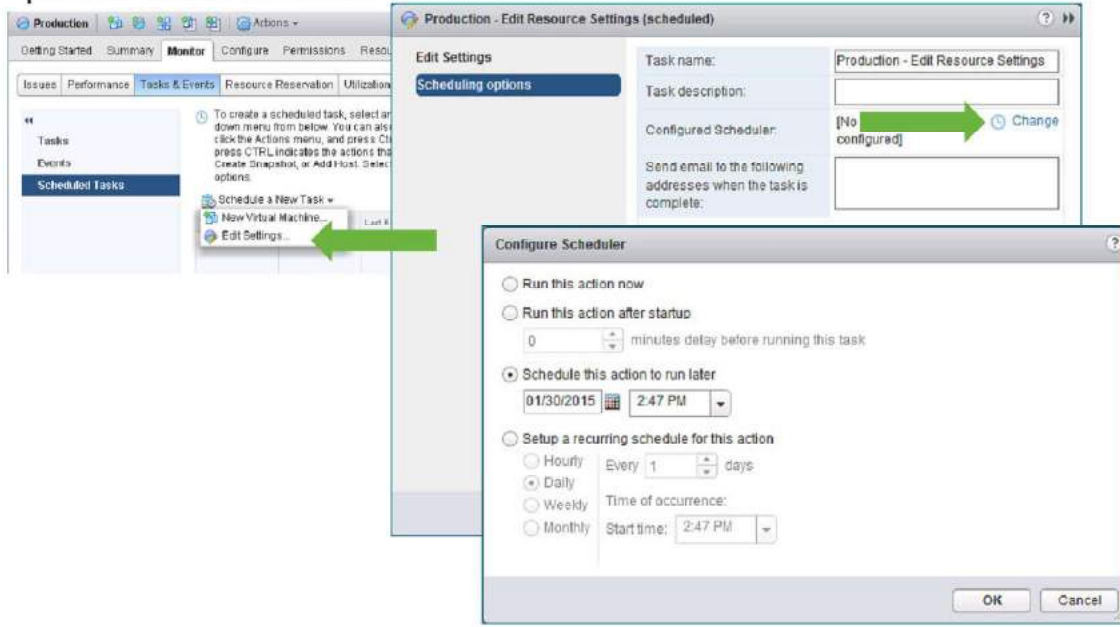 Production
Actions
Getting Started Summary Monitor Configure Permissions Resou
Issues Performance Tasks & Events Resource Reservation Utilization
Tasks
Events
Scheduled Tasks
To create a scheduled task, select an
down menu from below. You can als
click the Actions menu, and press Ct
press CTRL indicates the actions tha
Create Snapshot, or Add Host. Selec
options.
Schedule a New Task
New Virtual Machine...
Edit Settings...
Production - Edit Resource Settings (scheduled)
Edit Settings
Scheduling options
Task name: Production - Edit Resource Settings
Task description:
Configured Scheduler: [No
configured]
Change
Send email to the following
addresses when the task is
complete:
Configure Scheduler
Run this action now
Run this action after startup
0 minutes delay before running this task
Schedule this action to run later
01/30/2015 2:47 PM
Setup a recurring schedule for this action
Hourly Every 1 days
Daily
Weekly Time of occurrence:
Monthly Start time: 2:47 PM
OK Cancel